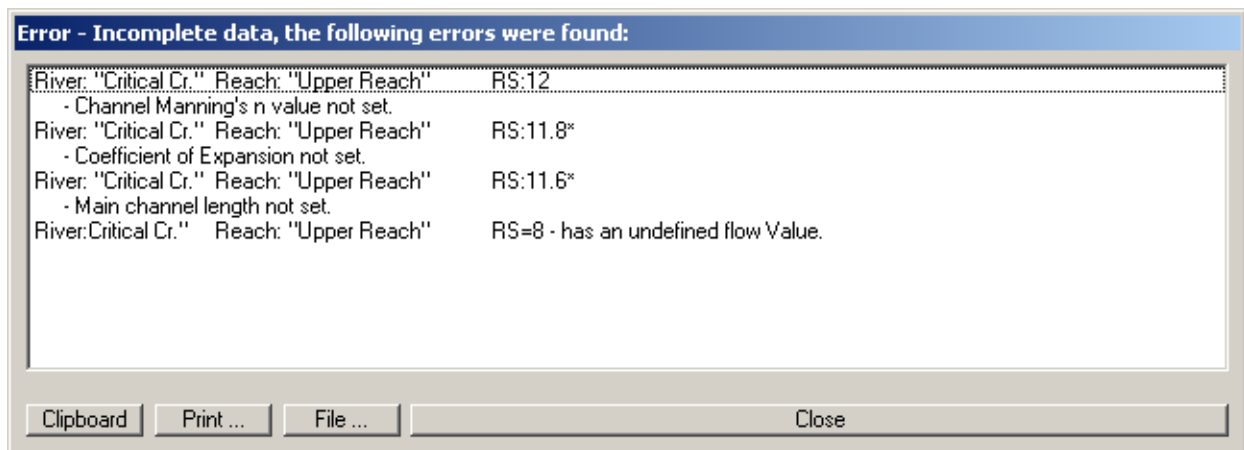 Error - Incomplete data, the following errors were found:
River: "Critical Cr." Reach: "Upper Reach" RS:12
- Channel Manning's n value not set.
River: "Critical Cr." Reach: "Upper Reach" RS:11.8*
- Coefficient of Expansion not set.
River: "Critical Cr." Reach: "Upper Reach" RS:11.6*
- Main channel length not set.
River:Critical Cr." Reach: "Upper Reach" RS=8 - has an undefined flow Value.
Clipboard Print ... File ... Close